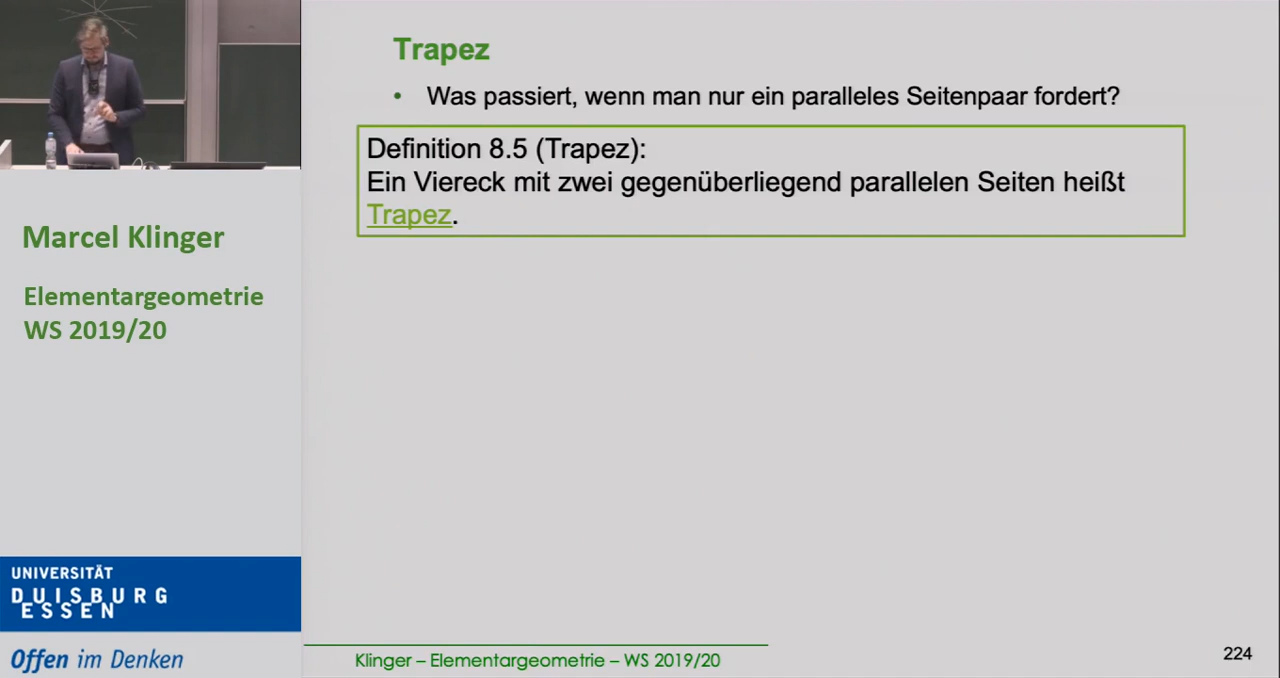 Trapez
• Was passiert, wenn man nur ein paralleles Seitenpaar fordert?
Definition 8.5 (Trapez):
Ein Viereck mit zwei gegenüberliegend parallelen Seiten heißt
Trapez.
Marcel Klinger
Elementargeometrie
WS 2019/20
UNIVERSITÄT
DUISBURG
ESSEN
Offen im Denken
Klinger – Elementargeometrie – WS 2019/20
224